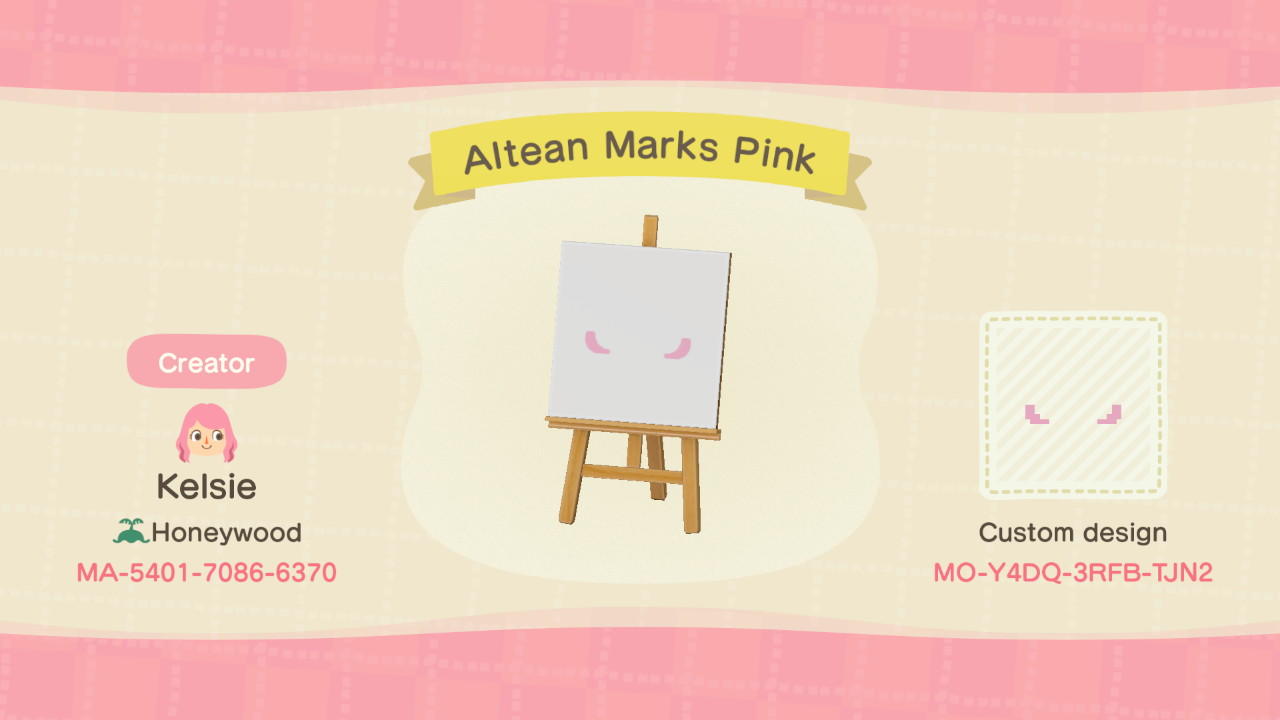 Altean Marks Pink
Creator
Kelsie
Honeywood
MA-5401-7086-6370
Custom design
MO-Y4DQ-3RFB-TJN2